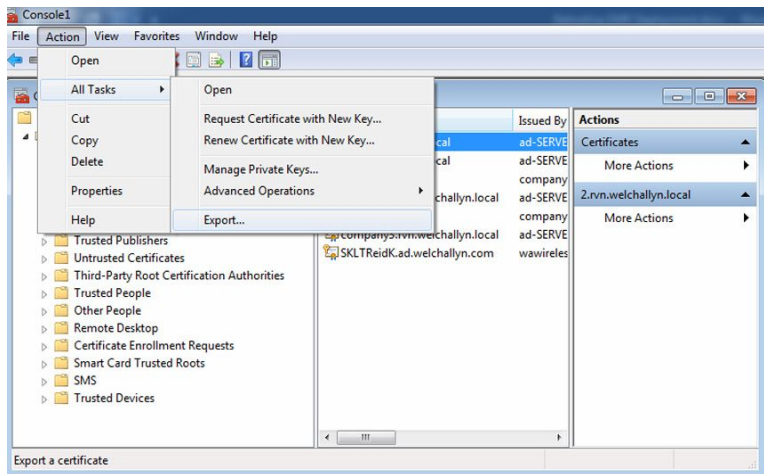 Console1
File Action View Favorites Window Help
Open
All Tasks
Cut
Copy
Delete
Properties
Help
Open
Request Certificate with New Key...
Renew Certificate with New Key...
Manage Private Keys...
Advanced Operations
Export...
Trusted Publishers
Untrusted Certificates
Third-Party Root Certification Authorities
Trusted People
Other People
Remote Desktop
Certificate Enrollment Requests
Smart Card Trusted Roots
SMS
Trusted Devices
Issued By
cal ad-SERVE
cal ad-SERVE
company
challyn.local ad-SERVE
company
company3.rvn.welchallyn.local ad-SERVE
SKLTReidK.ad.welchallyn.com wawireles
Actions
Certificates
More Actions
2.rvn.welchallyn.local
More Actions
Export a certificate